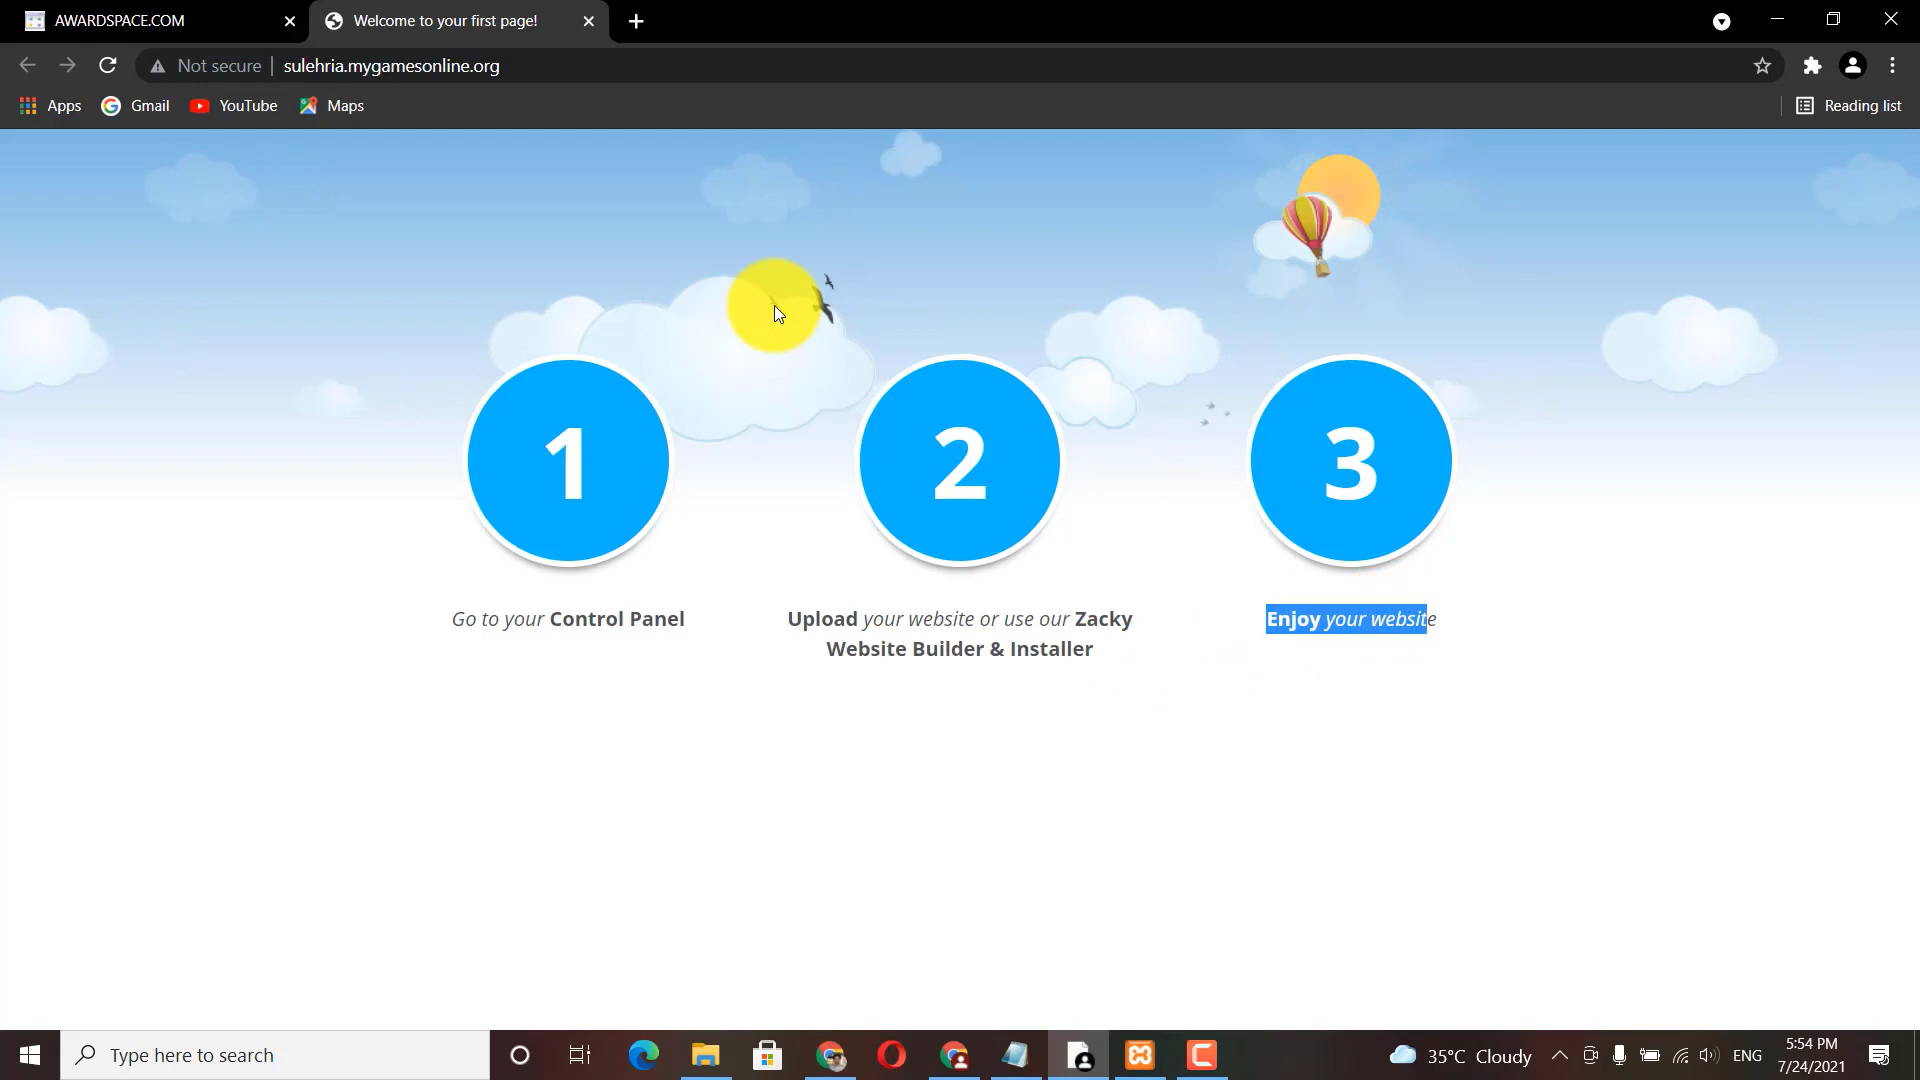 AWARDSPACE.COM
Welcome to your first page!
Not secure
sulehria.mygamesonline.org
Apps
Gmail
YouTube
Maps
Reading list
1
2
3
Go to your Control Panel
Upload your website or use our Zacky
Website Builder & Installer
Enjoy your website
Type here to search
35°C Cloudy
ENG
5:54 PM
7/24/2021